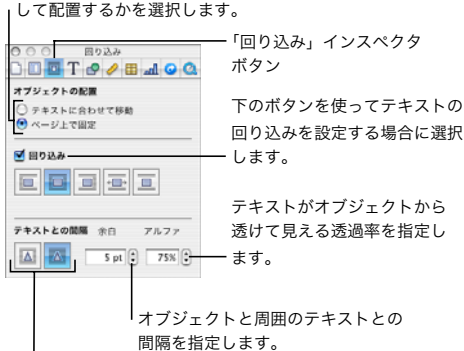 して配置するかを選択します。
回り込み
「回り込み」インスペクタ
ボタン
T
オブジェクトの配置
テキストに合わせて移動
ページ上で固定
下のボタンを使ってテキストの
回り込みを設定する場合に選択
します。
回り込み
テキストがオブジェクトから
透けて見える透過率を指定し
ます。
テキストとの間隔 余白 アルファ
A A 5 pt 75%
オブジェクトと周囲のテキストとの
間隔を指定します。